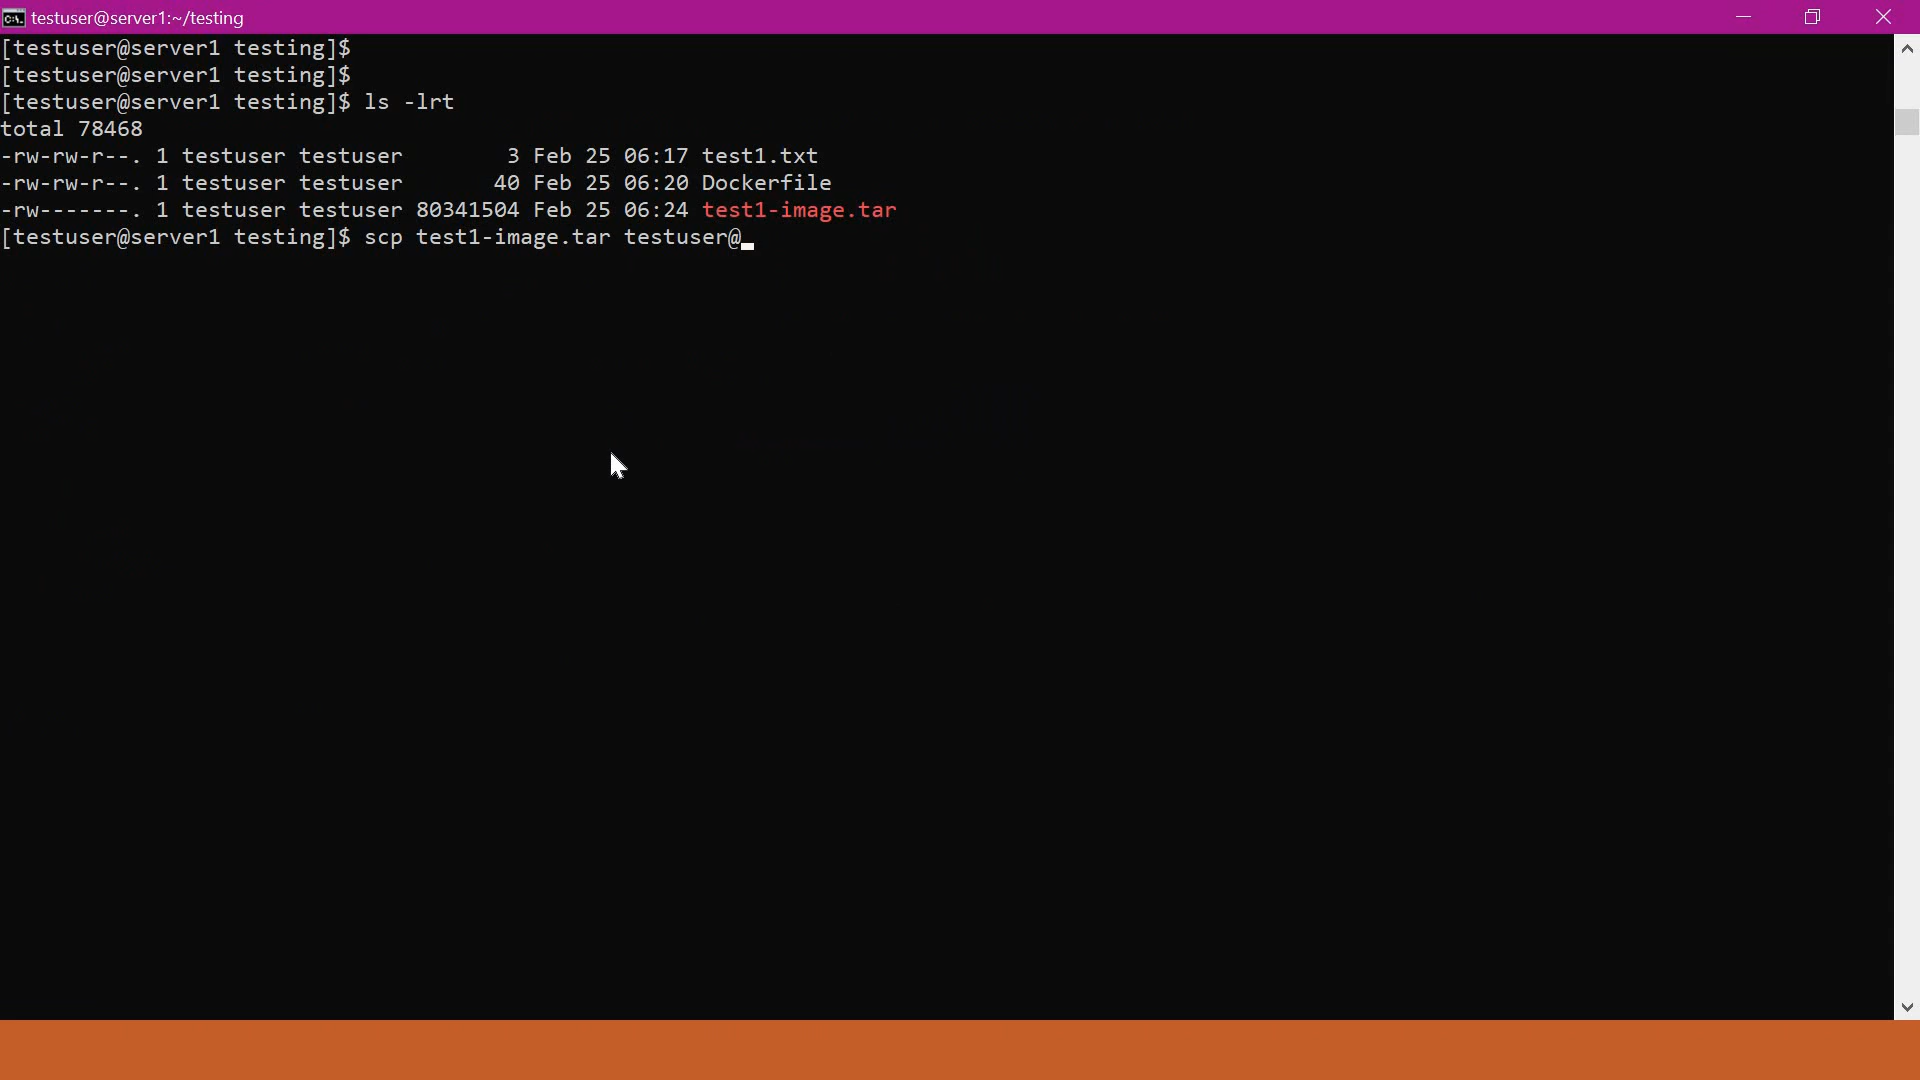 testuser@server1:~/testing
[testuser@server1 testing]$
[testuser@server1 testing]$
[testuser@server1 testing]$ ls -lrt
total 78468
-rw-rw-r--. 1 testuser testuser        3 Feb 25 06:17 test1.txt
-rw-rw-r--. 1 testuser testuser       40 Feb 25 06:20 Dockerfile
-rw-------. 1 testuser testuser 80341504 Feb 25 06:24 test1-image.tar
[testuser@server1 testing]$ scp test1-image.tar testuser@